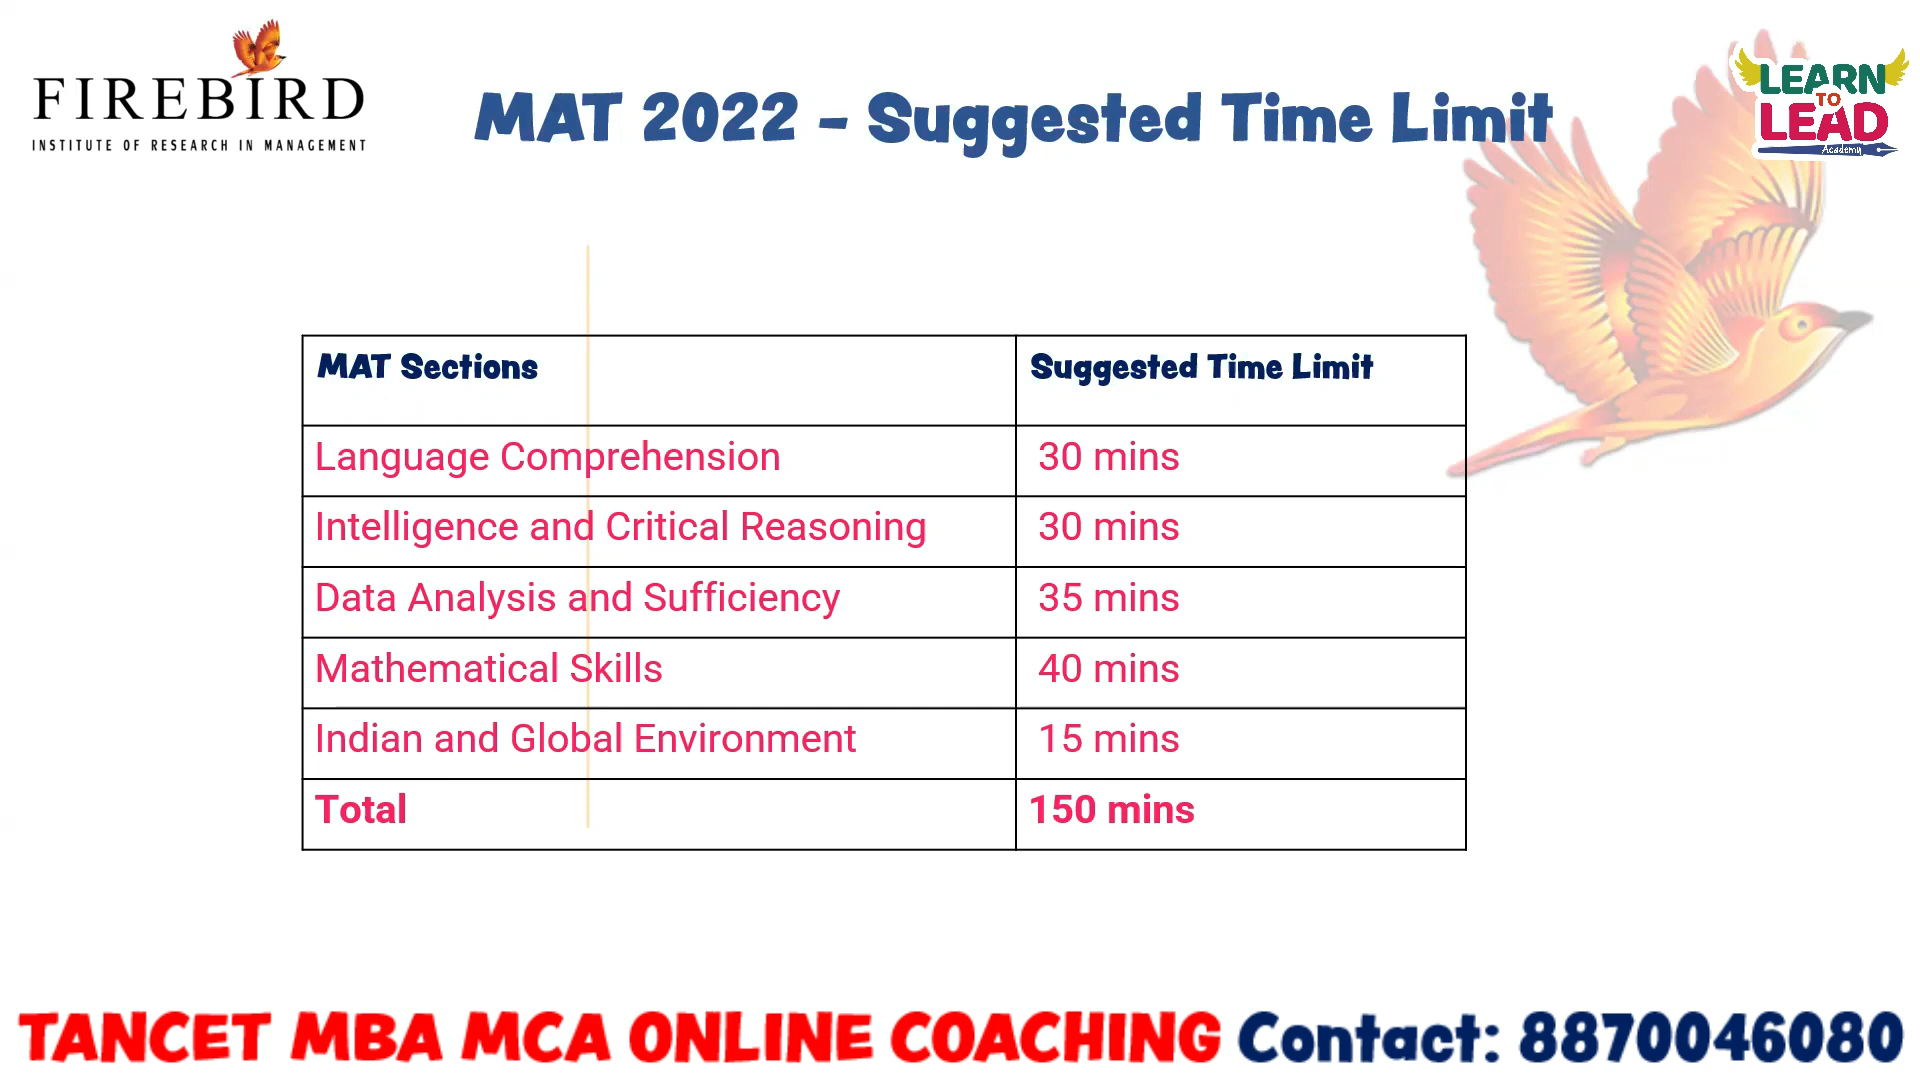 FIREBIRD
INSTITUTE OF RESEARCH IN MANAGEMENT
MAT 2022 - Suggested Time Limit
LEARN
TO
LEAD
Academy
MAT Sections Suggested Time Limit
Language Comprehension 30 mins
Intelligence and Critical Reasoning 30 mins
Data Analysis and Sufficiency 35 mins
Mathematical Skills 40 mins
Indian and Global Environment 15 mins
Total 150 mins
TANCET MBA MCA ONLINE COACHING Contact: 8870046080